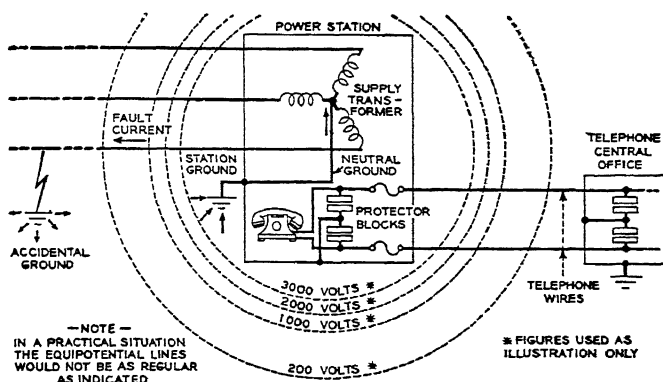 POWER STATION
SUPPLY
TRANS-
FORMER
FAULT
CURRENT
STATION
GROUND
NEUTRAL
GROUND
TELEPHONE
CENTRAL
OFFICE
PROTECTOR
BLOCKS
ACCIDENTAL
GROUND
TELEPHONE
WIRES
3000 VOLTS *
2000 VOLTS *
1000 VOLTS *
200 VOLTS *
— NOTE —
IN A PRACTICAL SITUATION
THE EQUIPOTENTIAL LINES
WOULD NOT BE AS REGULAR
AS INDICATED
* FIGURES USED AS
ILLUSTRATION ONLY